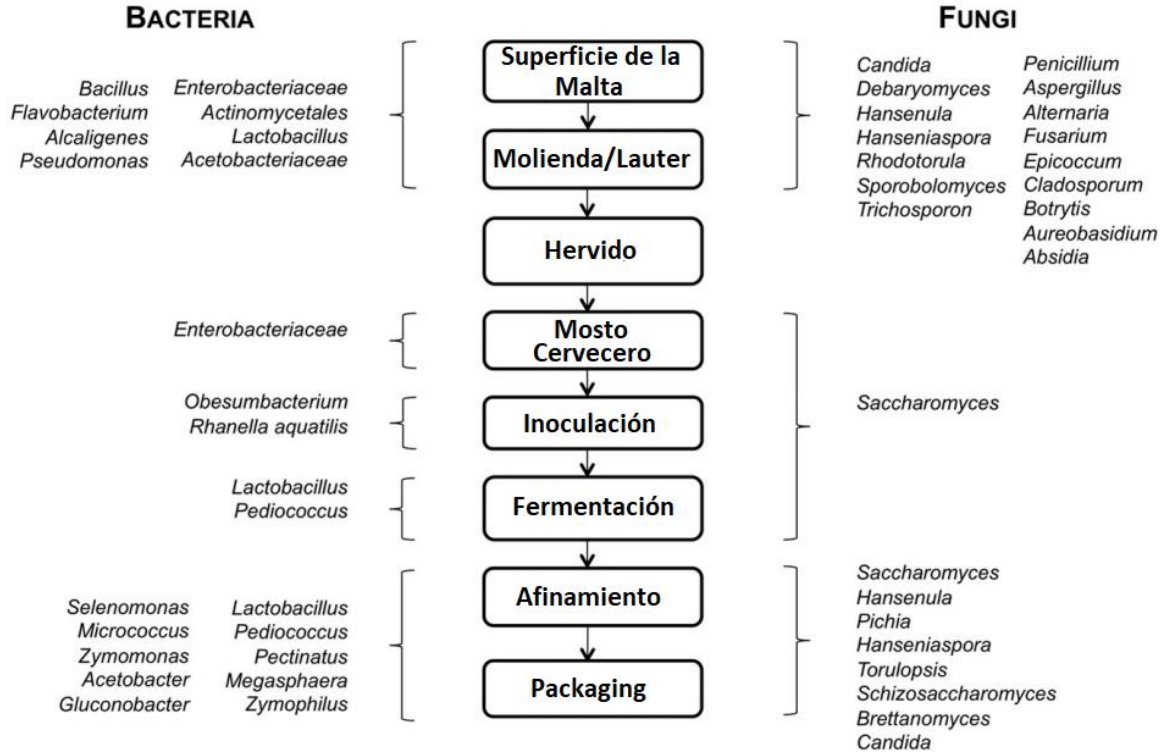 BACTERIA
FUNGI
Superficie de la
Malta
Molienda/Lauter
Hervido
Mosto
Cervecero
Inoculación
Fermentación
Afinamiento
Packaging
Bacillus
Flavobacterium
Alcaligenes
Pseudomonas
Enterobacteriaceae
Actinomycetales
Lactobacillus
Acetobacteriaceae
Enterobacteriaceae
Obesumbacterium
Rhanella aquatilis
Lactobacillus
Pediococcus
Selenomonas
Micrococcus
Zymomonas
Acetobacter
Gluconobacter
Lactobacillus
Pediococcus
Pectinatus
Megasphaera
Zymophilus
Candida
Debaryomyces
Hansenula
Hanseniaspora
Rhodotorula
Sporobolomyces
Trichosporon
Penicillium
Aspergillus
Alternaria
Fusarium
Epicoccum
Cladosporum
Botrytis
Aureobasidium
Absidia
Saccharomyces
Saccharomyces
Hansenula
Pichia
Hanseniaspora
Torulopsis
Schizosaccharomyces
Brettanomyces
Candida